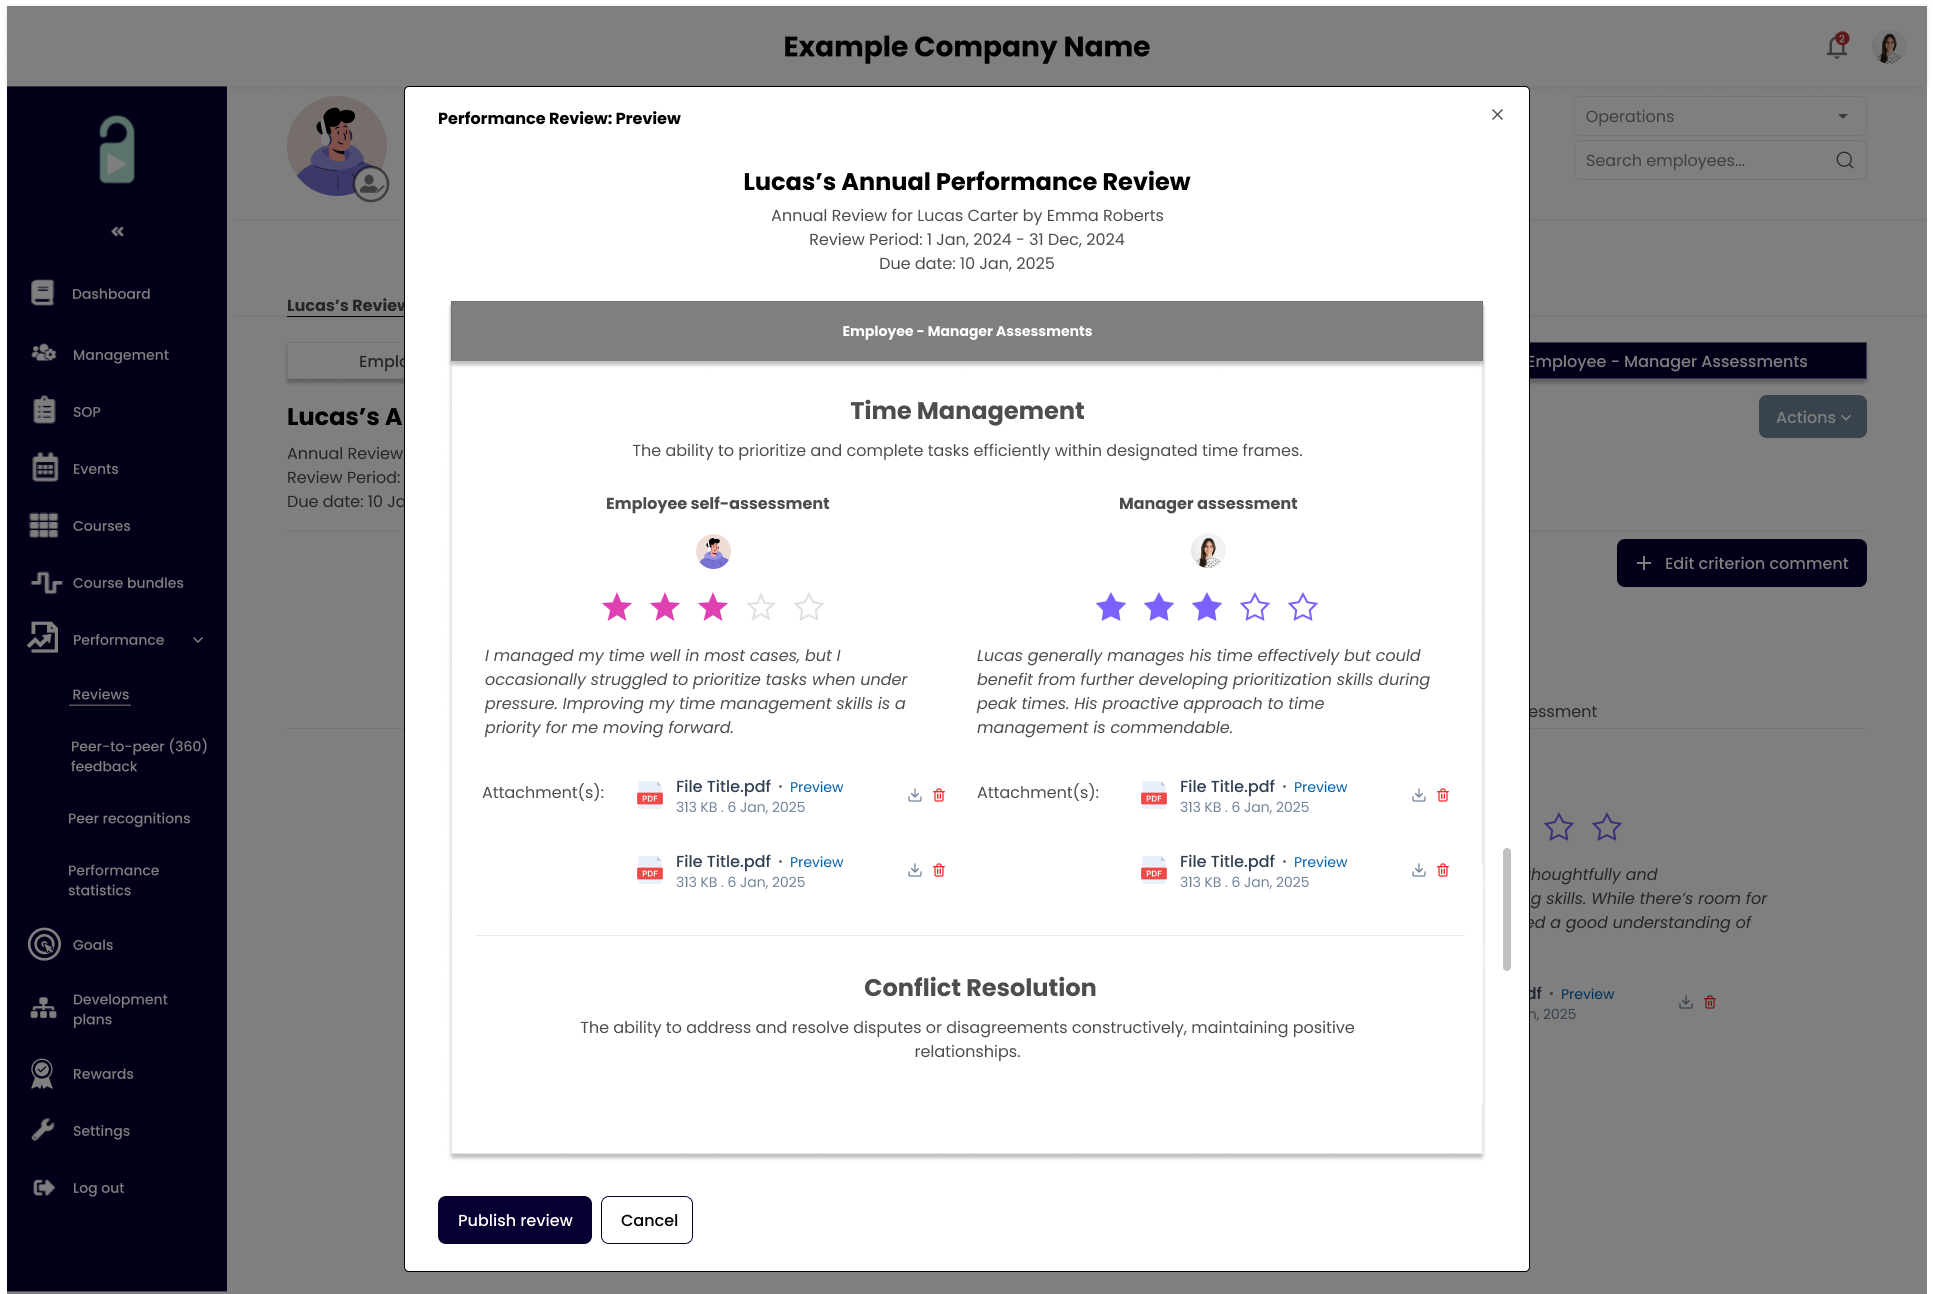 Example Company Name
2
Operations
Search employees...
Dashboard
Management
SOP
Events
Courses
Course bundles
Performance
Reviews
Peer-to-peer (360)
feedback
Peer recognitions
Performance
statistics
Goals
Development
plans
Rewards
Settings
Log out
Lucas's Review
Lucas's A
Annual Review
Review Period:
Due date: 10 Ja
Employee - Manager Assessments
Actions
Edit criterion comment
skills. While there's room for
a good understanding of
Preview
2025
Performance Review: Preview
Lucas's Annual Performance Review
Annual Review for Lucas Carter by Emma Roberts
Review Period: 1 Jan, 2024 - 31 Dec, 2024
Due date: 10 Jan, 2025
Employee - Manager Assessments
Time Management
The ability to prioritize and complete tasks efficiently within designated time frames.
Employee self-assessment
I managed my time well in most cases, but I
occasionally struggled to prioritize tasks when under
pressure. Improving my time management skills is a
priority for me moving forward.
Attachment(s):
PDF
File Title.pdf • Preview
313 KB . 6 Jan, 2025
PDF
File Title.pdf • Preview
313 KB . 6 Jan, 2025
Manager assessment
Lucas generally manages his time effectively but could
benefit from further developing prioritization skills during
peak times. His proactive approach to time
management is commendable.
Attachment(s):
PDF
File Title.pdf • Preview
313 KB . 6 Jan, 2025
PDF
File Title.pdf • Preview
313 KB . 6 Jan, 2025
Conflict Resolution
The ability to address and resolve disputes or disagreements constructively, maintaining positive
relationships.
Publish review
Cancel